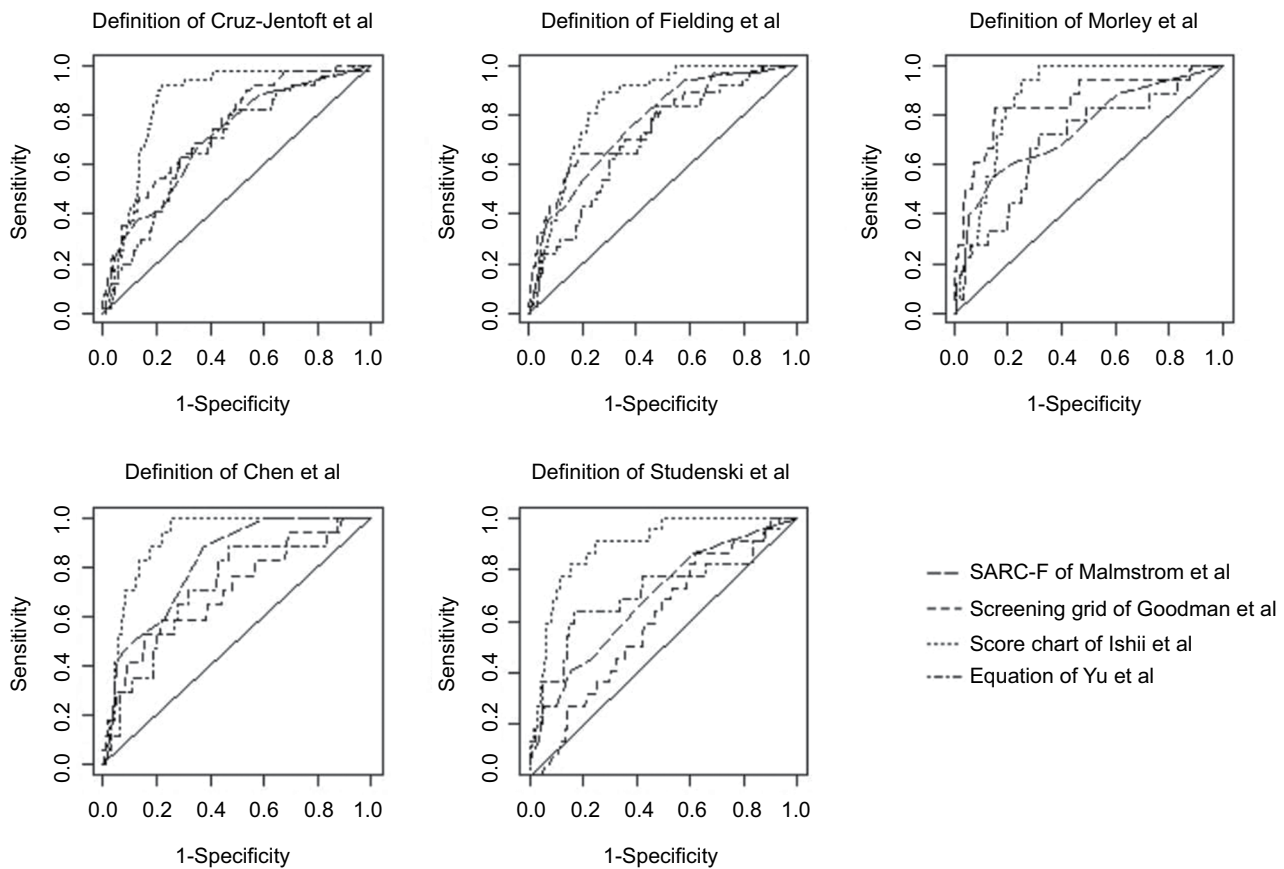 Definition of Cruz-Jentoft et al
Sensitivity
1.0
0.8
0.6
0.4
0.2
0.0
0.0 0.2 0.4 0.6 0.8 1.0
1-Specificity
Definition of Fielding et al
Sensitivity
1.0
0.8
0.6
0.4
0.2
0.0
0.0 0.2 0.4 0.6 0.8 1.0
1-Specificity
Definition of Morley et al
Sensitivity
1.0
0.8
0.6
0.4
0.2
0.0
0.0 0.2 0.4 0.6 0.8 1.0
1-Specificity
Definition of Chen et al
Sensitivity
1.0
0.8
0.6
0.4
0.2
0.0
0.0 0.2 0.4 0.6 0.8 1.0
1-Specificity
Definition of Studenski et al
Sensitivity
1.0
0.8
0.6
0.4
0.2
0.0
0.0 0.2 0.4 0.6 0.8 1.0
1-Specificity
SARC-F of Malmstrom et al
Screening grid of Goodman et al
Score chart of Ishii et al
Equation of Yu et al